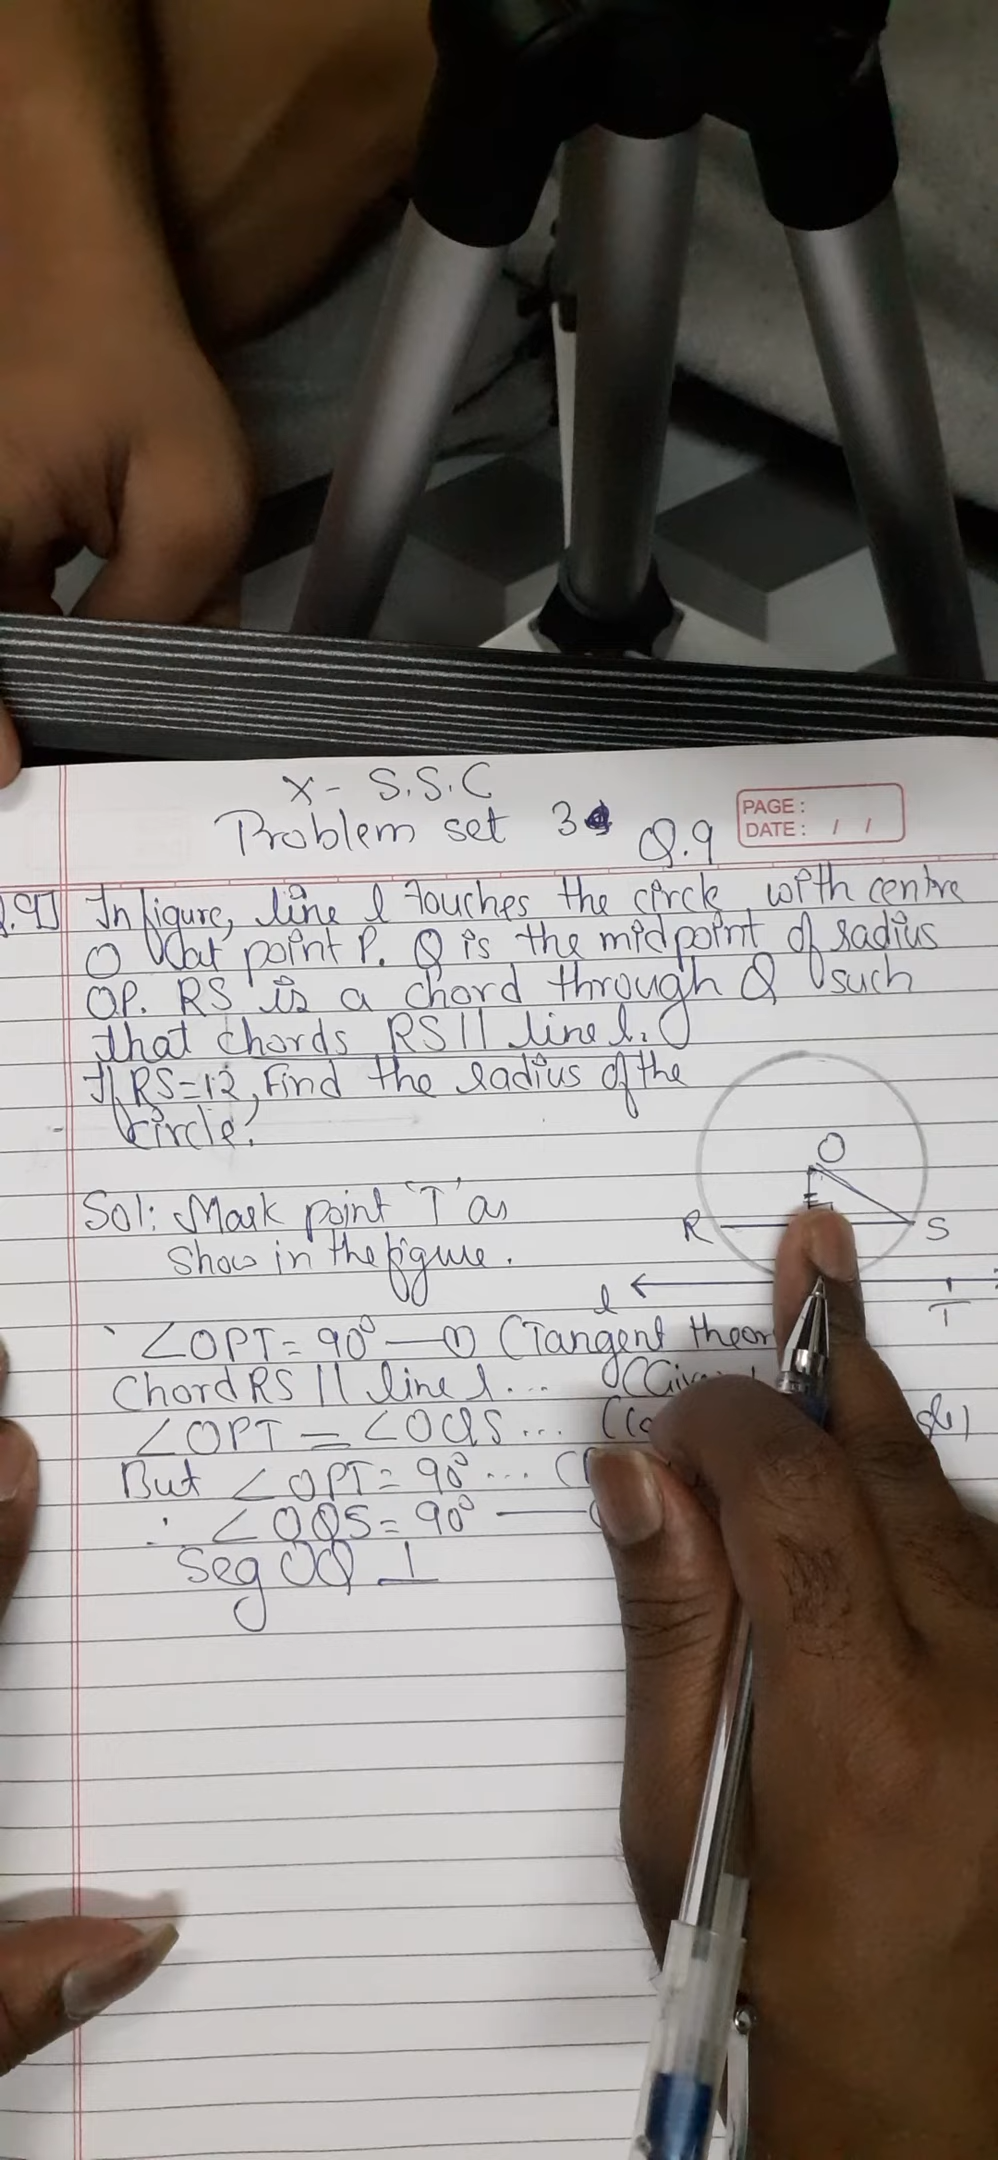 X- S.S.C
Problem set 3 Q.9
PAGE:
DATE: / /
Q.9] In figure, line l touches the circle with centre
O at point P. Q is the midpoint of radius
OP. RS is a chord through Q such
that chords RS || line l.
If RS=12, Find the radius of the
circle.
O
R S
l
T
Sol: Mark point 'T' as
Show in the figure.
∠OPT= 90° — ① (Tangent theor
Chord RS || line l... (Give
∠OPT = ∠OQS...
But ∠OPT= 90° ...
∴ ∠OQS= 90° —
Seg OQ ⊥